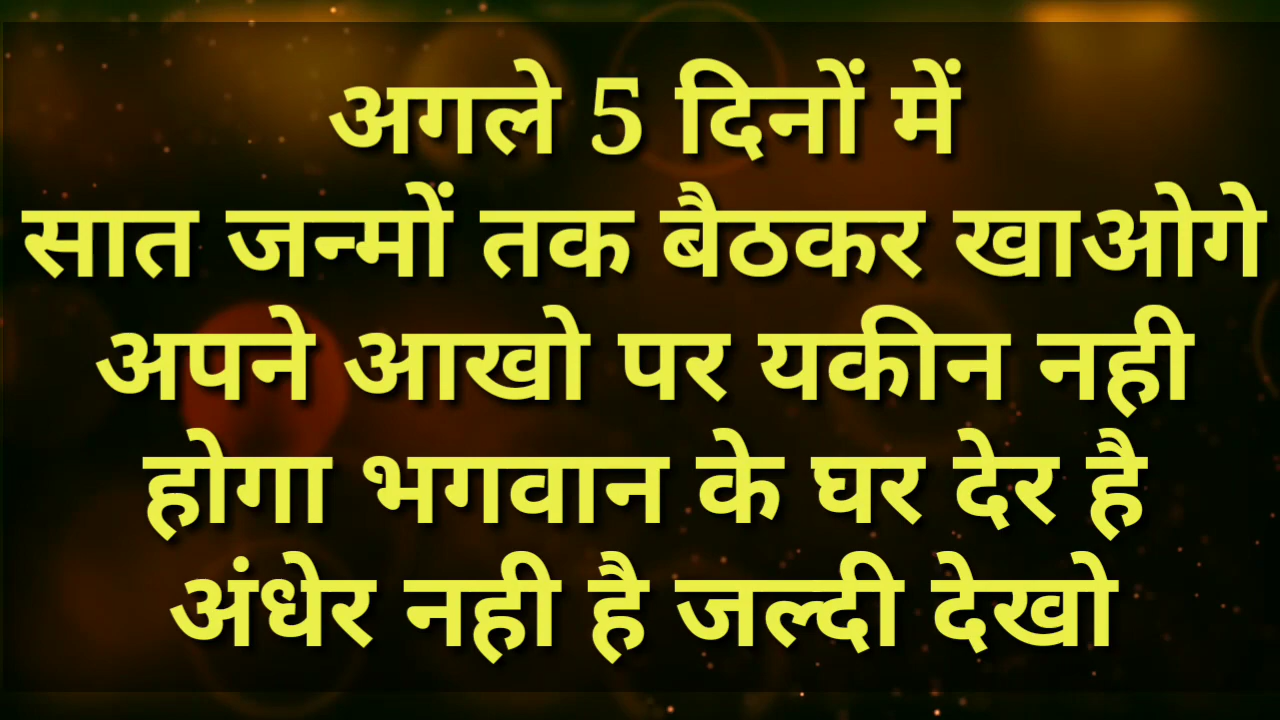 अगले 5 दिनों में
सात जन्मों तक बैठकर खाओगे
अपने आखो पर यकीन नही
होगा भगवान के घर देर है
अंधेर नही है जल्दी देखो